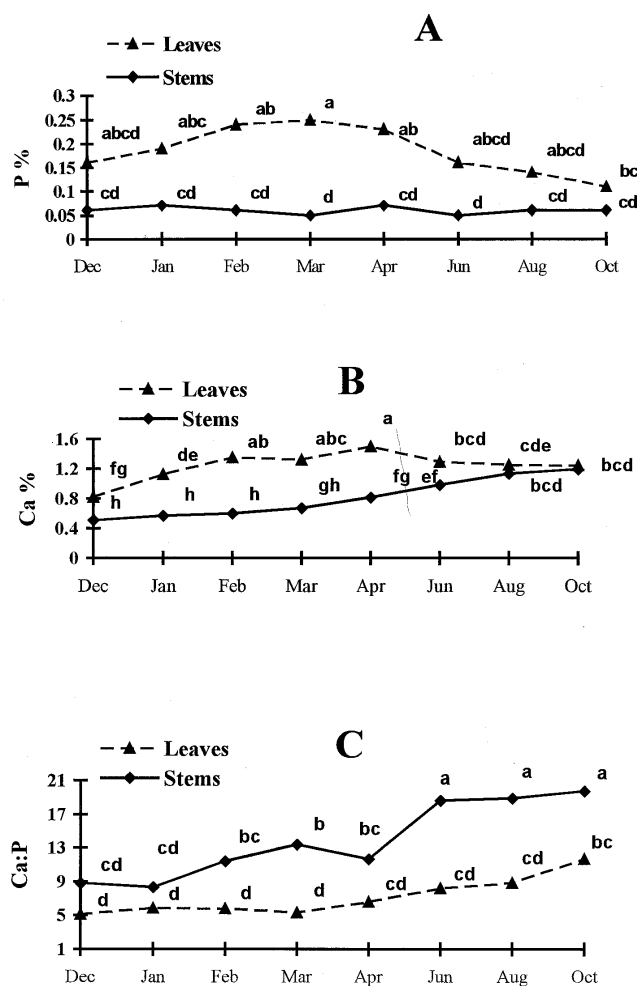 A
Leaves
Stems
P %
0.3
0.25
0.2
0.15
0.1
0.05
0
abcd abc ab a ab abcd abcd bc
cd cd cd d cd d cd cd
Dec Jan Feb Mar Apr Jun Aug Oct
B
Leaves
Stems
Ca %
1.6
1.2
0.8
0.4
0
fg de ab abc a bcd cde bcd
h h h gh fg ef bcd
Dec Jan Feb Mar Apr Jun Aug Oct
C
Leaves
Stems
Ca:P
21
17
13
9
5
1
cd cd bc b bc a a a
d d d d cd cd cd bc
Dec Jan Feb Mar Apr Jun Aug Oct